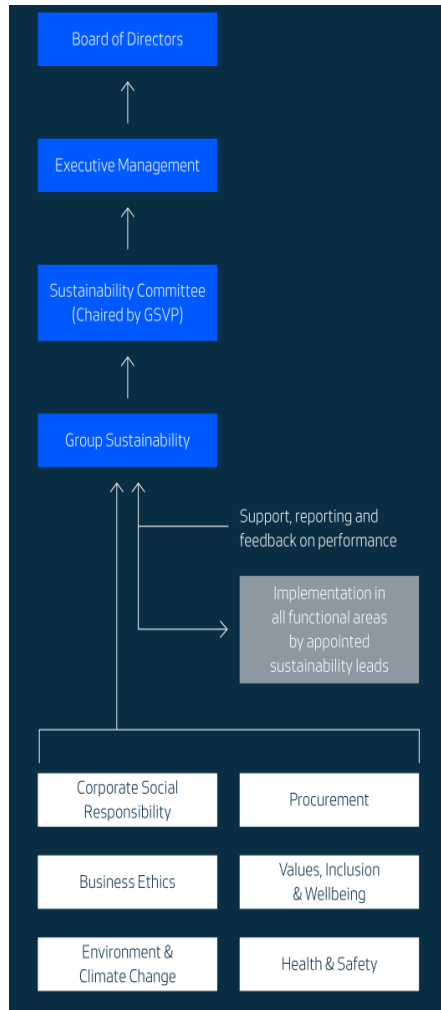 Board of Directors
Executive Management
Sustainability Committee
(Chaired by GSVP)
Group Sustainability
Support, reporting and
feedback on performance
Implementation in
all functional areas
by appointed
sustainability leads
Corporate Social
Responsibility
Procurement
Business Ethics
Values, Inclusion
& Wellbeing
Environment &
Climate Change
Health & Safety